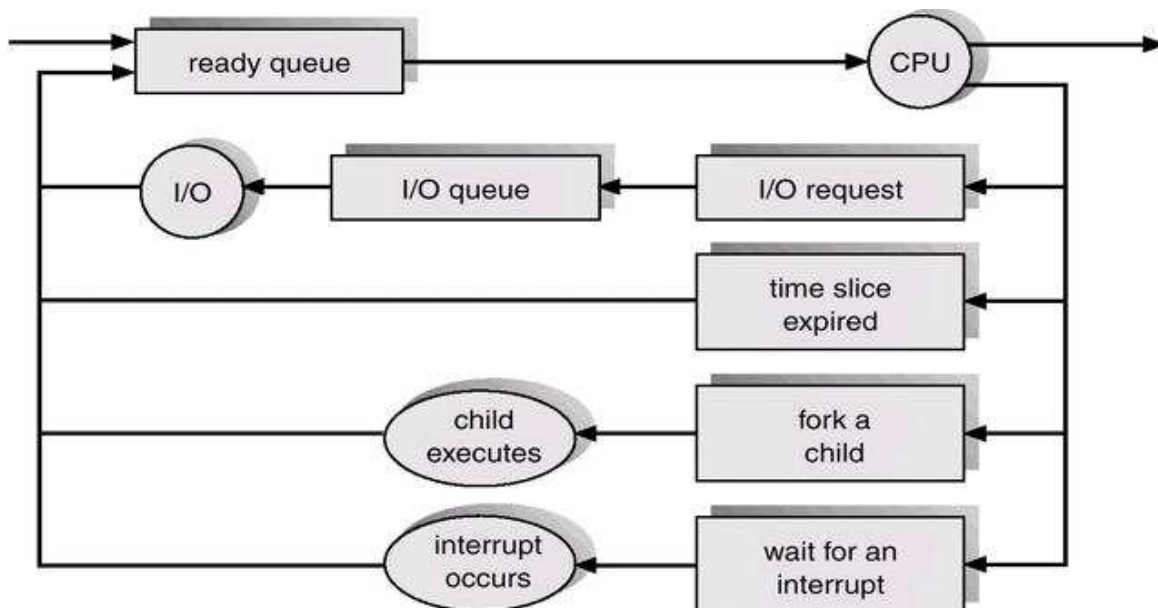 ready queue
CPU
I/O
I/O queue
I/O request
time slice
expired
child
executes
fork a
child
interrupt
occurs
wait for an
interrupt